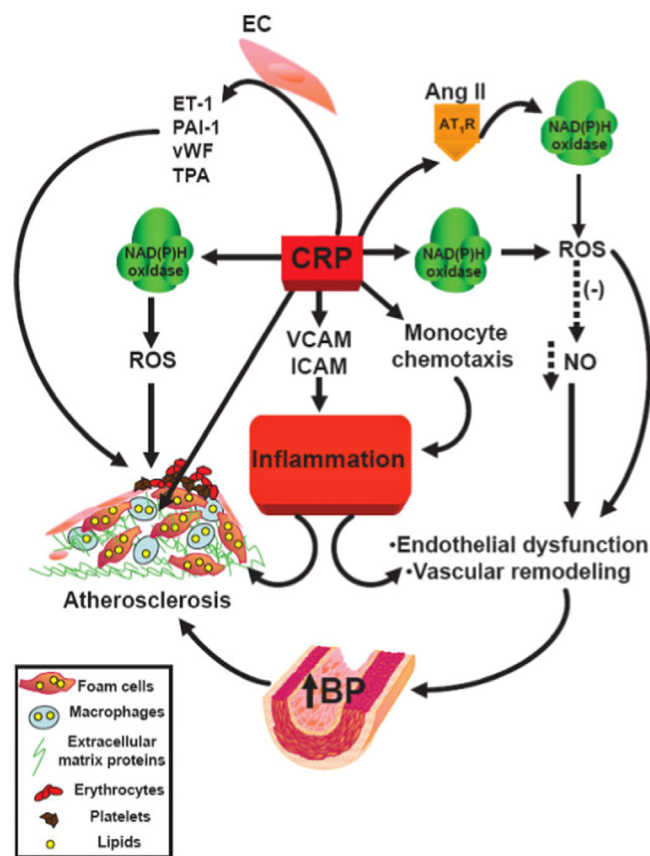 EC
ET-1
PAI-1
vWF
TPA
Ang II
AT₁R
NAD(P)H
oxidase
NAD(P)H
oxidase
CRP
NAD(P)H
oxidase
ROS
(-)
VCAM
ICAM
Monocyte
chemotaxis
ROS
NO
Inflammation
•Endothelial dysfunction
•Vascular remodeling
Atherosclerosis
↑BP
Foam cells
Macrophages
Extracellular
matrix proteins
Erythrocytes
Platelets
Lipids